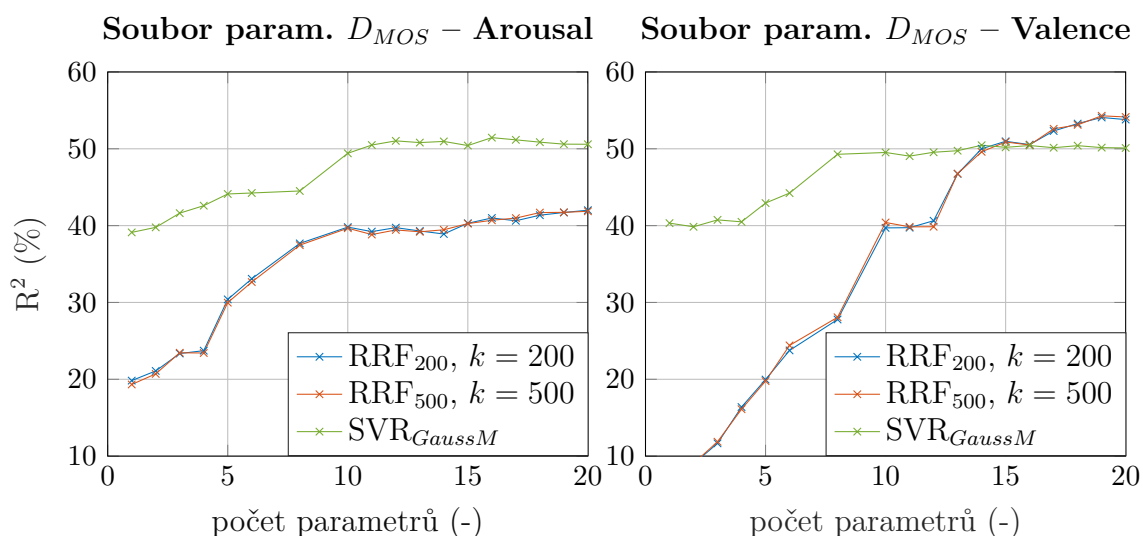 Soubor param. D_MOS – Arousal
60
50
40
30
20
10
0
5
10
15
20
R² (%)
počet parametrů (-)
RRF₂₀₀, k = 200
RRF₅₀₀, k = 500
SVR_GaussM
Soubor param. D_MOS – Valence
60
50
40
30
20
10
0
5
10
15
20
počet parametrů (-)
RRF₂₀₀, k = 200
RRF₅₀₀, k = 500
SVR_GaussM